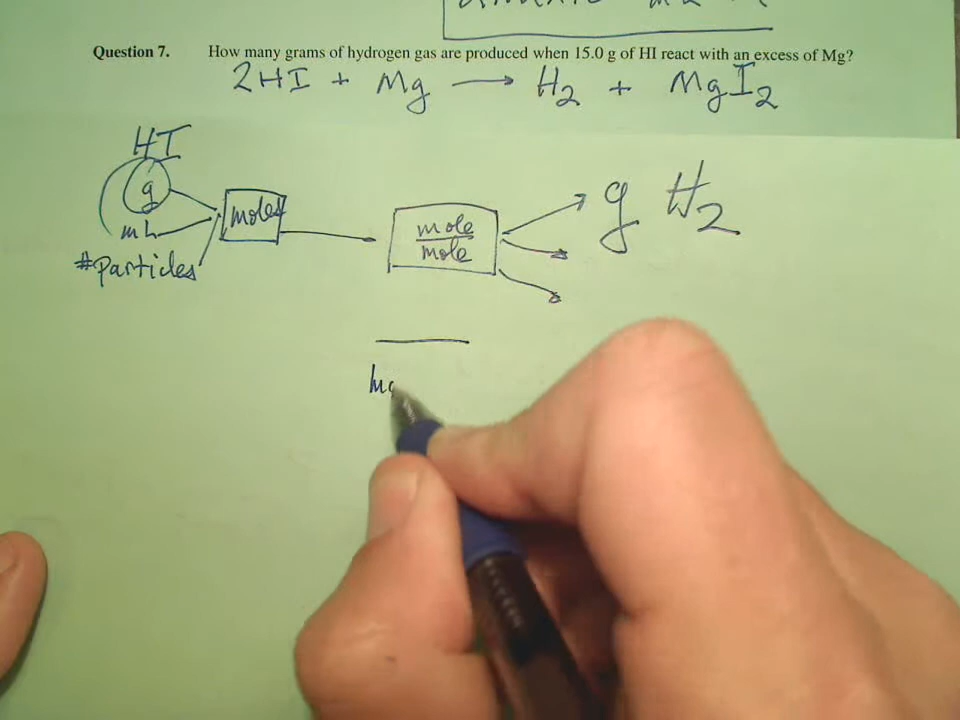 Question 7. How many grams of hydrogen gas are produced when 15.0 g of HI react with an excess of Mg?
2HI + Mg → H2 + MgI2
HI
g
mL
#Particles
moles
mole
mole
g H2